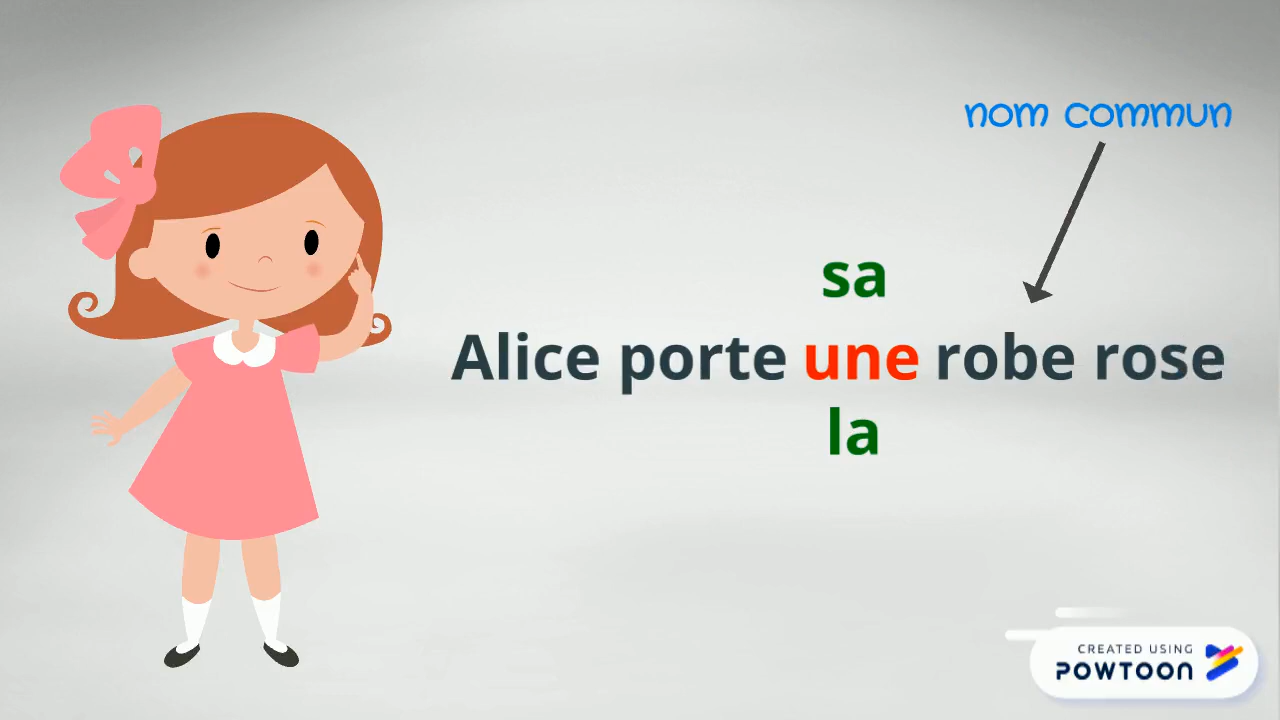 nom commun
sa
Alice porte une robe rose
la
CREATED USING
POWTOON